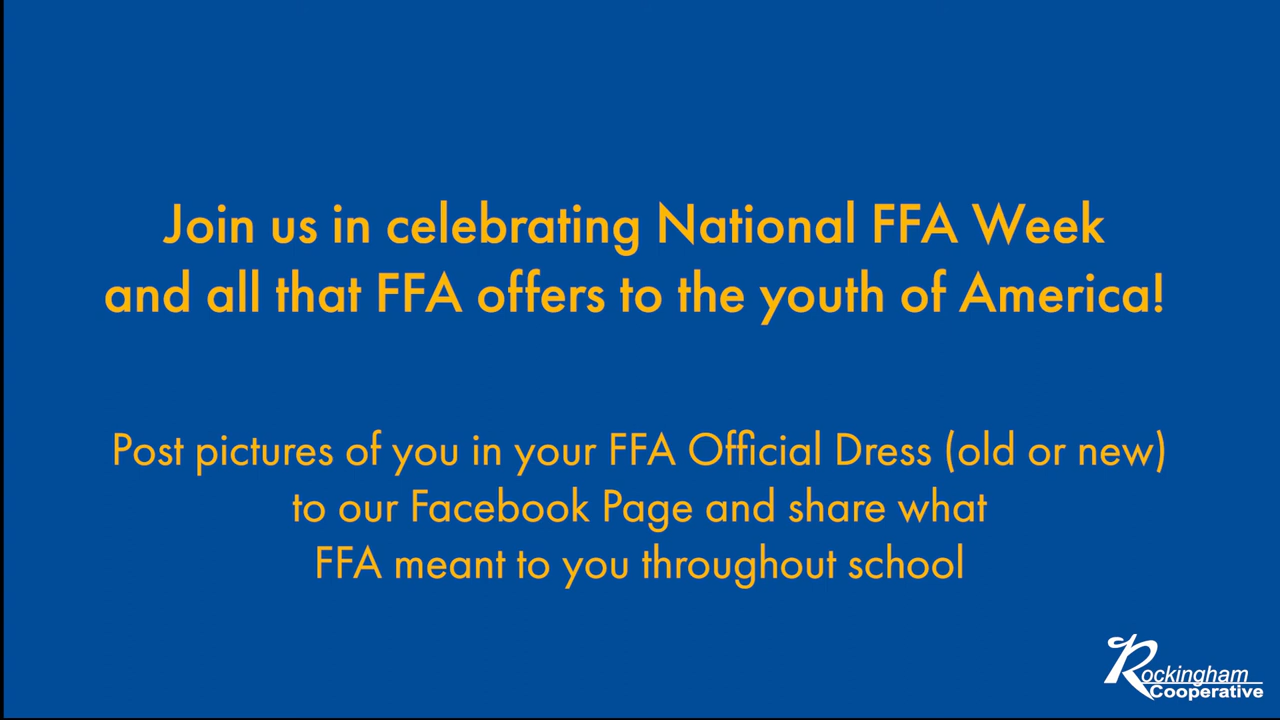 Join us in celebrating National FFA Week
and all that FFA offers to the youth of America!
Post pictures of you in your FFA Official Dress (old or new)
to our Facebook Page and share what
FFA meant to you throughout school
Rockingham
Cooperative